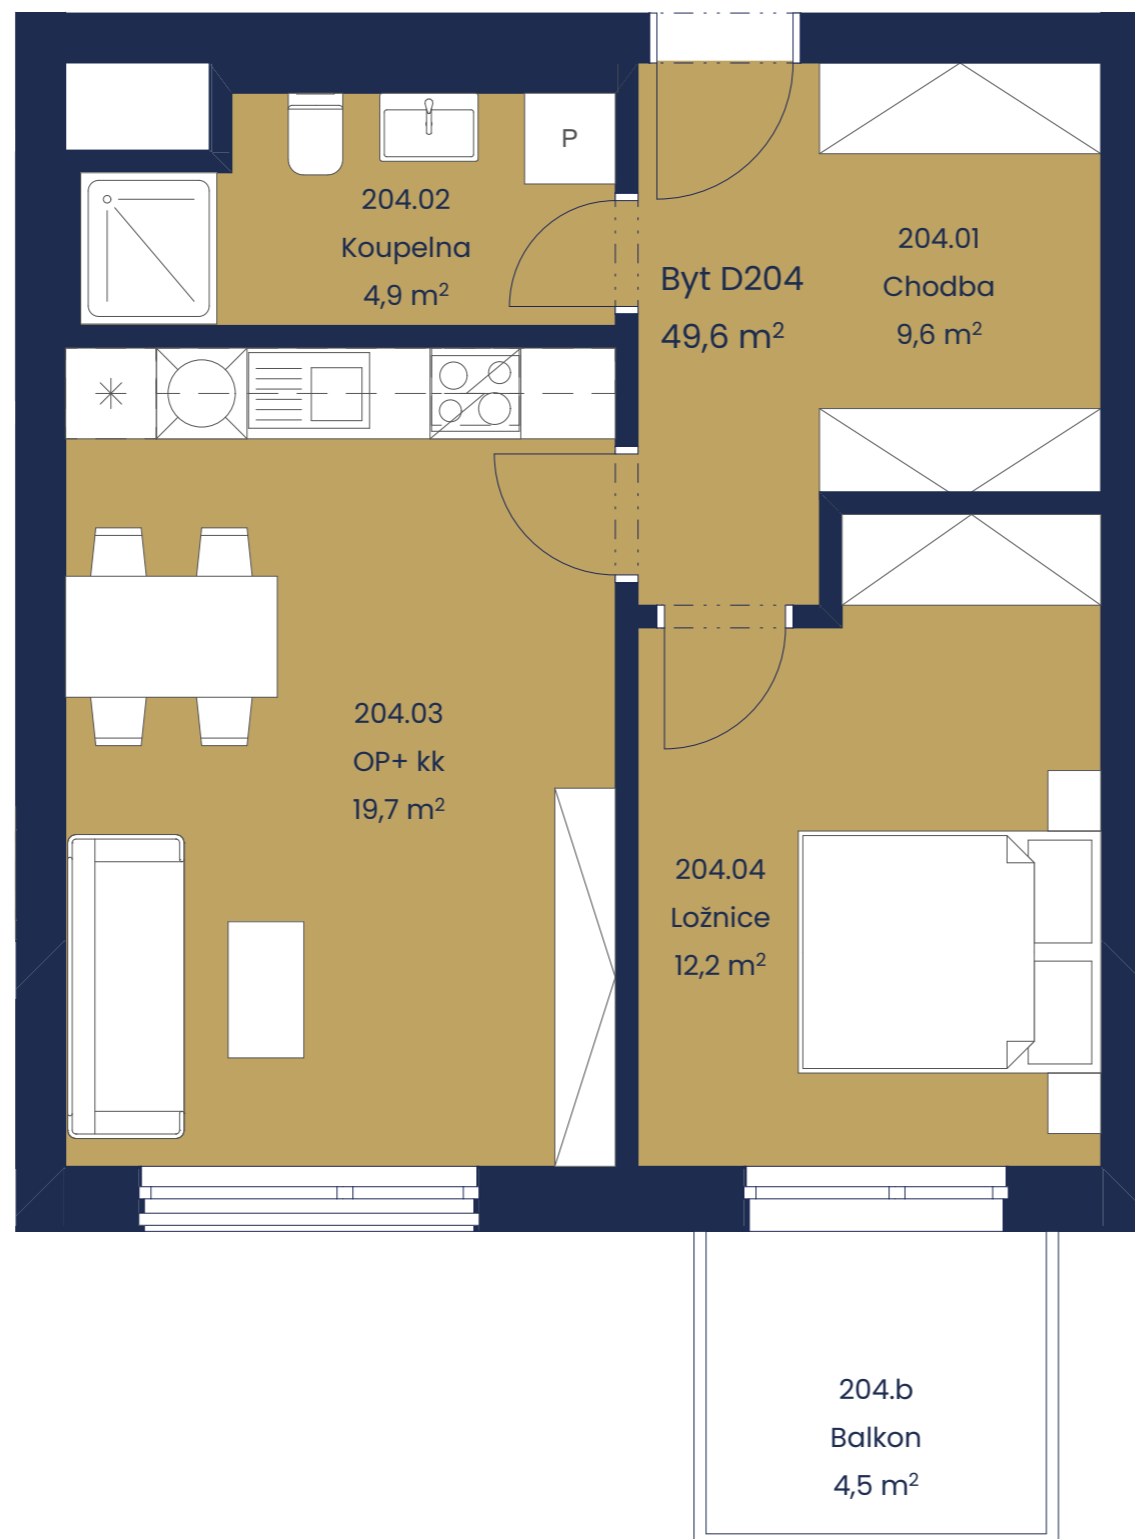 P
204.02
Koupelna
4,9 m²
204.01
Chodba
9,6 m²
Byt D204
49,6 m²
204.03
OP+ kk
19,7 m²
204.04
Ložnice
12,2 m²
204.b
Balkon
4,5 m²